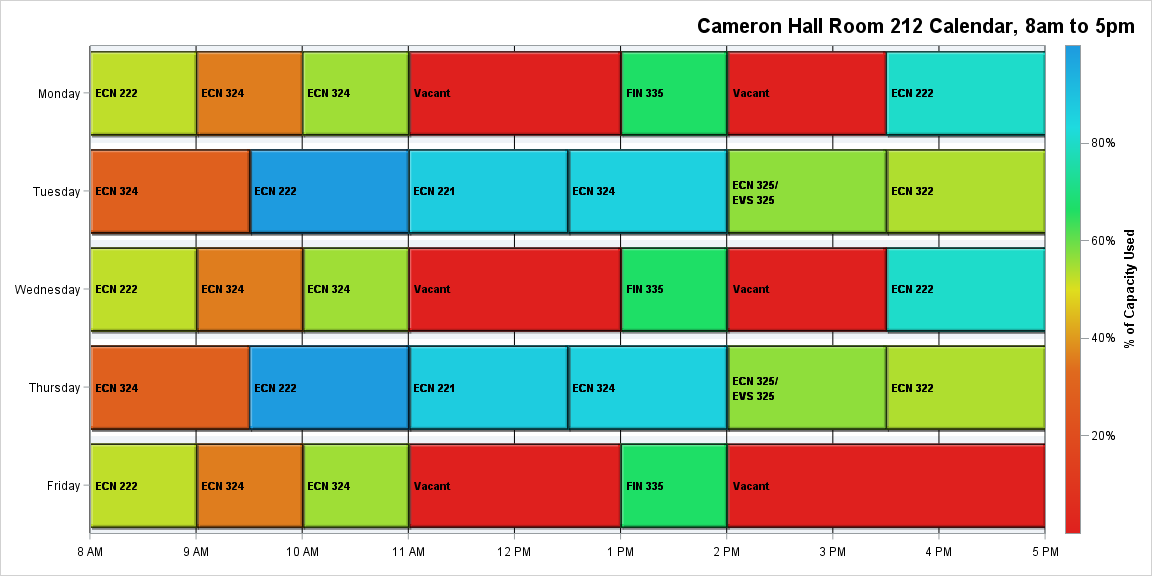 Cameron Hall Room 212 Calendar, 8am to 5pm
Monday
ECN 222
ECN 324
ECN 324
Vacant
FIN 335
Vacant
ECN 222
Tuesday
ECN 324
ECN 222
ECN 221
ECN 324
ECN 325/
EVS 325
ECN 322
Wednesday
ECN 222
ECN 324
ECN 324
Vacant
FIN 335
Vacant
ECN 222
Thursday
ECN 324
ECN 222
ECN 221
ECN 324
ECN 325/
EVS 325
ECN 322
Friday
ECN 222
ECN 324
ECN 324
Vacant
FIN 335
Vacant
8 AM
9 AM
10 AM
11 AM
12 PM
1 PM
2 PM
3 PM
4 PM
5 PM
80%
60%
40%
20%
% of Capacity Used